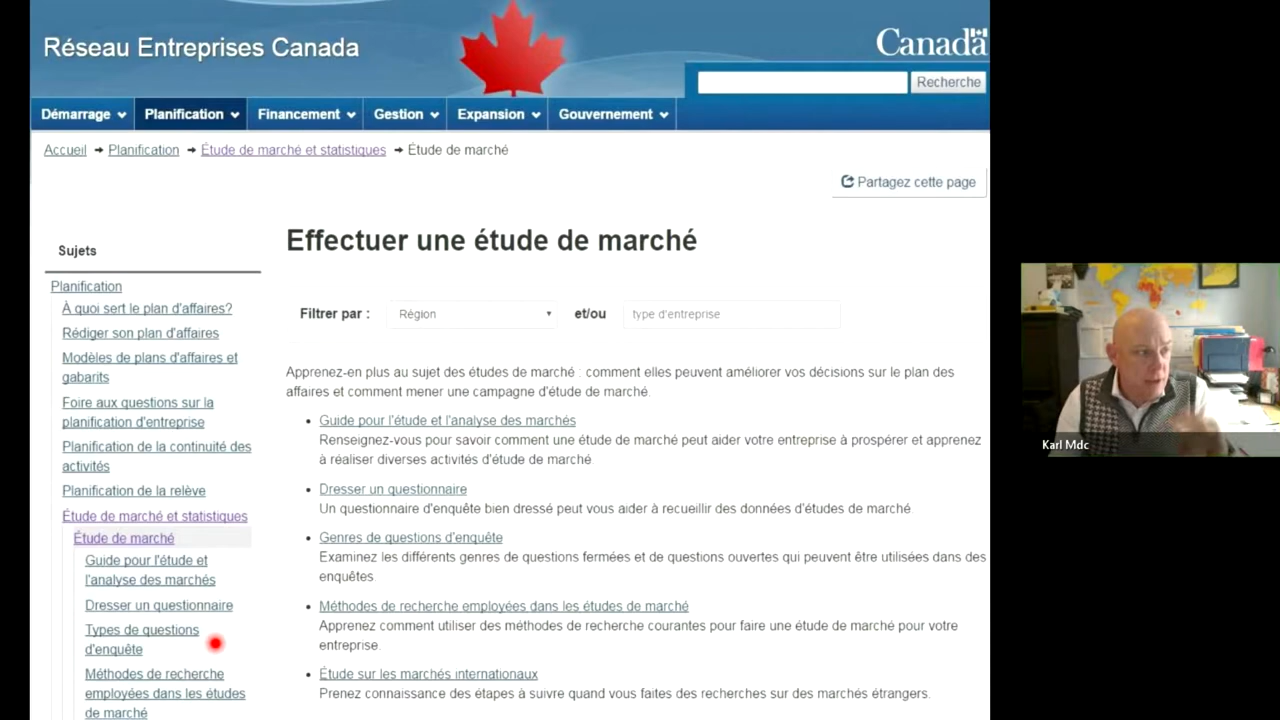 Réseau Entreprises Canada
Canada
Recherche
Démarrage
Planification
Financement
Gestion
Expansion
Gouvernement
Accueil → Planification → Étude de marché et statistiques → Étude de marché
Partagez cette page
Effectuer une étude de marché
Sujets
Planification
À quoi sert le plan d'affaires?
Rédiger son plan d'affaires
Modèles de plans d'affaires et
gabarits
Foire aux questions sur la
planification d'entreprise
Planification de la continuité des
activités
Planification de la relève
Étude de marché et statistiques
Étude de marché
Guide pour l'étude et
l'analyse des marchés
Dresser un questionnaire
Types de questions
d'enquête
Méthodes de recherche
employées dans les études
de marché
Filtrer par : Région et/ou type d'entreprise
Apprenez-en plus au sujet des études de marché : comment elles peuvent améliorer vos décisions sur le plan des
affaires et comment mener une campagne d'étude de marché.
• Guide pour l'étude et l'analyse des marchés
Renseignez-vous pour savoir comment une étude de marché peut aider votre entreprise à prospérer et apprenez
à réaliser diverses activités d'étude de marché.
• Dresser un questionnaire
Un questionnaire d'enquête bien dressé peut vous aider à recueillir des données d'études de marché.
• Genres de questions d'enquête
Examinez les différents genres de questions fermées et de questions ouvertes qui peuvent être utilisées dans des
enquêtes.
• Méthodes de recherche employées dans les études de marché
Apprenez comment utiliser des méthodes de recherche courantes pour faire une étude de marché pour votre
entreprise.
• Étude sur les marchés internationaux
Prenez connaissance des étapes à suivre quand vous faites des recherches sur des marchés étrangers.
Karl Mdc